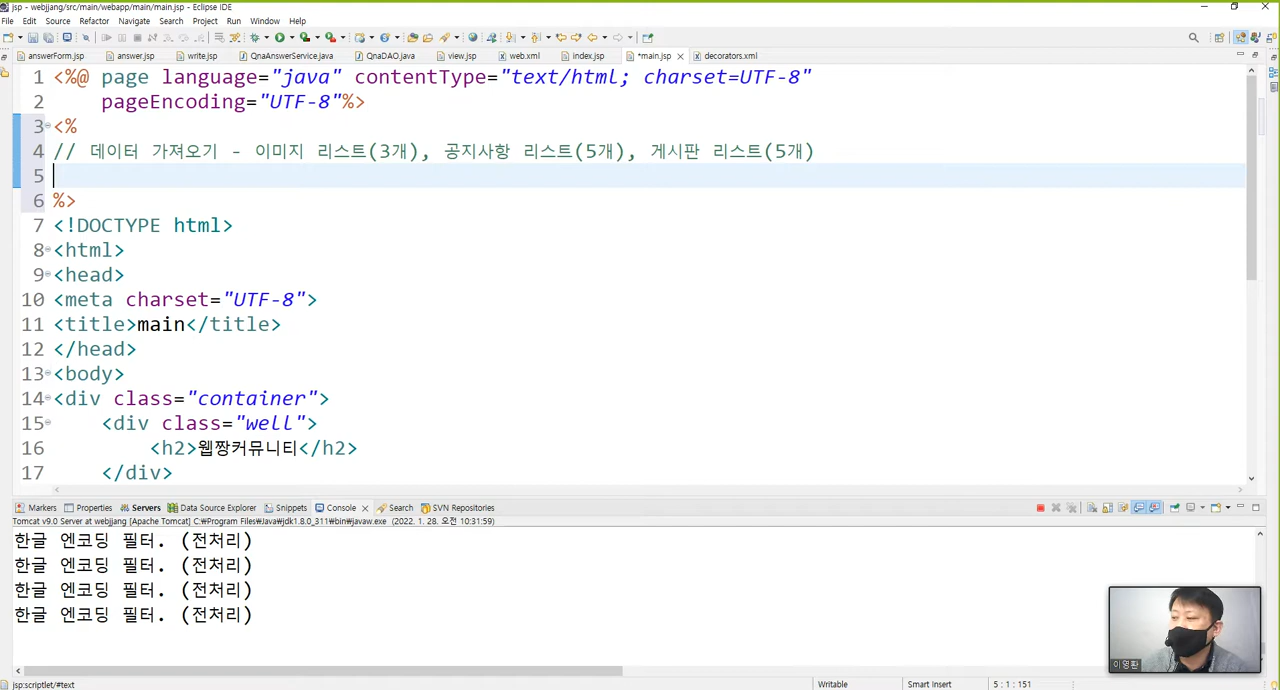 jsp - webjjang/src/main/webapp/main/main.jsp - Eclipse IDE
File Edit Source Refactor Navigate Search Project Run Window Help
answerForm.jsp answer.jsp write.jsp QnaAnswerService.java QnaDAO.java view.jsp web.xml index.jsp *main.jsp decorators.xml
1 <%@ page language="java" contentType="text/html; charset=UTF-8"
2 pageEncoding="UTF-8"%>
3 <%
4 // 데이터 가져오기 - 이미지 리스트(3개), 공지사항 리스트(5개), 게시판 리스트(5개)
5
6 %>
7 <!DOCTYPE html>
8 <html>
9 <head>
10 <meta charset="UTF-8">
11 <title>main</title>
12 </head>
13 <body>
14 <div class="container">
15 <div class="well">
16 <h2>웹짱커뮤니티</h2>
17 </div>
Markers Properties Servers Data Source Explorer Snippets Console Search SVN Repositories
Tomcat v9.0 Server at webjjang [Apache Tomcat] C:₩Program Files₩Java₩jdk1.8.0_311₩bin₩javaw.exe (2022. 1. 28. 오전 10:31:59)
한글 엔코딩 필터. (전처리)
한글 엔코딩 필터. (전처리)
한글 엔코딩 필터. (전처리)
한글 엔코딩 필터. (전처리)
이영환
jsp:scriptlet/#text Writable Smart Insert 5 : 1 : 151